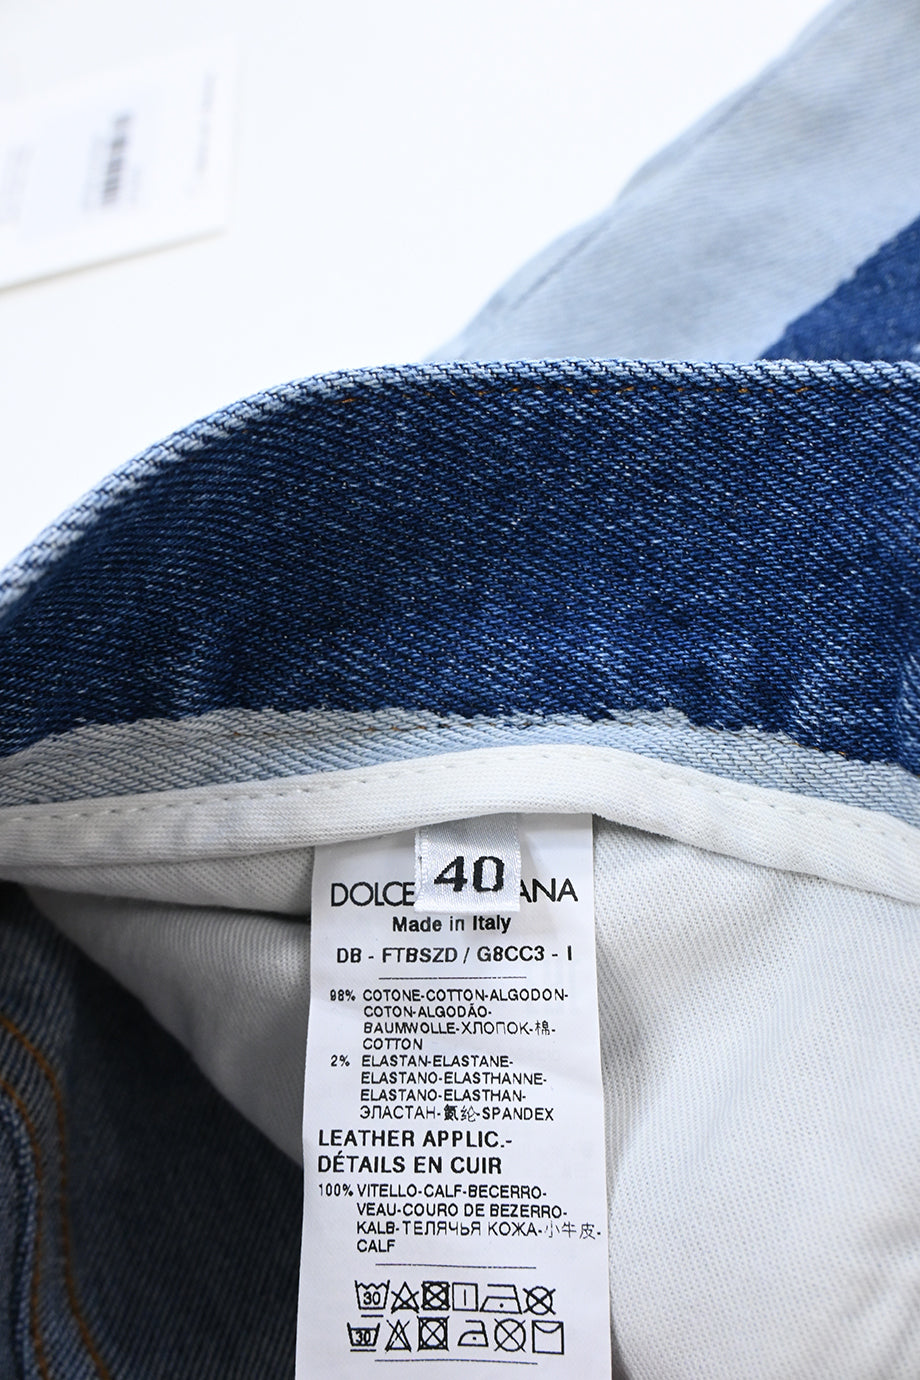 40
DOLCE ANA
Made in Italy
DB - FTBSZD / G8CC3 - I
98% COTONE-COTTON-ALGODON-
COTON-ALGODÃO-
BAUMWOLLE-ХЛОПОК-棉-
COTTON
2% ELASTAN-ELASTANE-
ELASTANO-ELASTHANNE-
ELASTANO-ELASTHAN-
ЭЛАСТАН-氨纶-SPANDEX
LEATHER APPLIC.-
DÉTAILS EN CUIR
100% VITELLO-CALF-BECERRO-
VEAU-COURO DE BEZERRO-
KALB-ТЕЛЯЧЬЯ КОЖА-小牛皮-
CALF
30
30